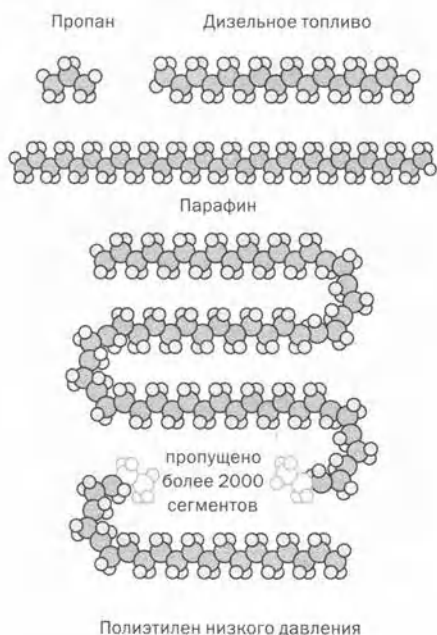 Пропан
Дизельное топливо
Парафин
пропущено
более 2000
сегментов
Полиэтилен низкого давления